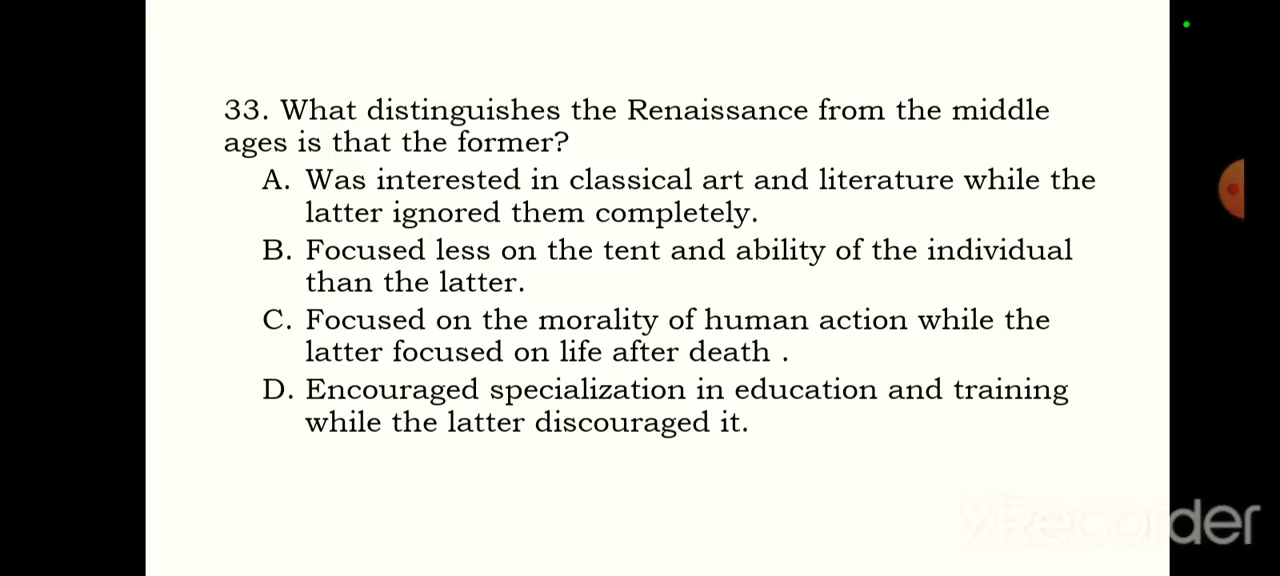 33. What distinguishes the Renaissance from the middle
ages is that the former?
A. Was interested in classical art and literature while the
latter ignored them completely.
B. Focused less on the tent and ability of the individual
than the latter.
C. Focused on the morality of human action while the
latter focused on life after death .
D. Encouraged specialization in education and training
while the latter discouraged it.
XRecorder